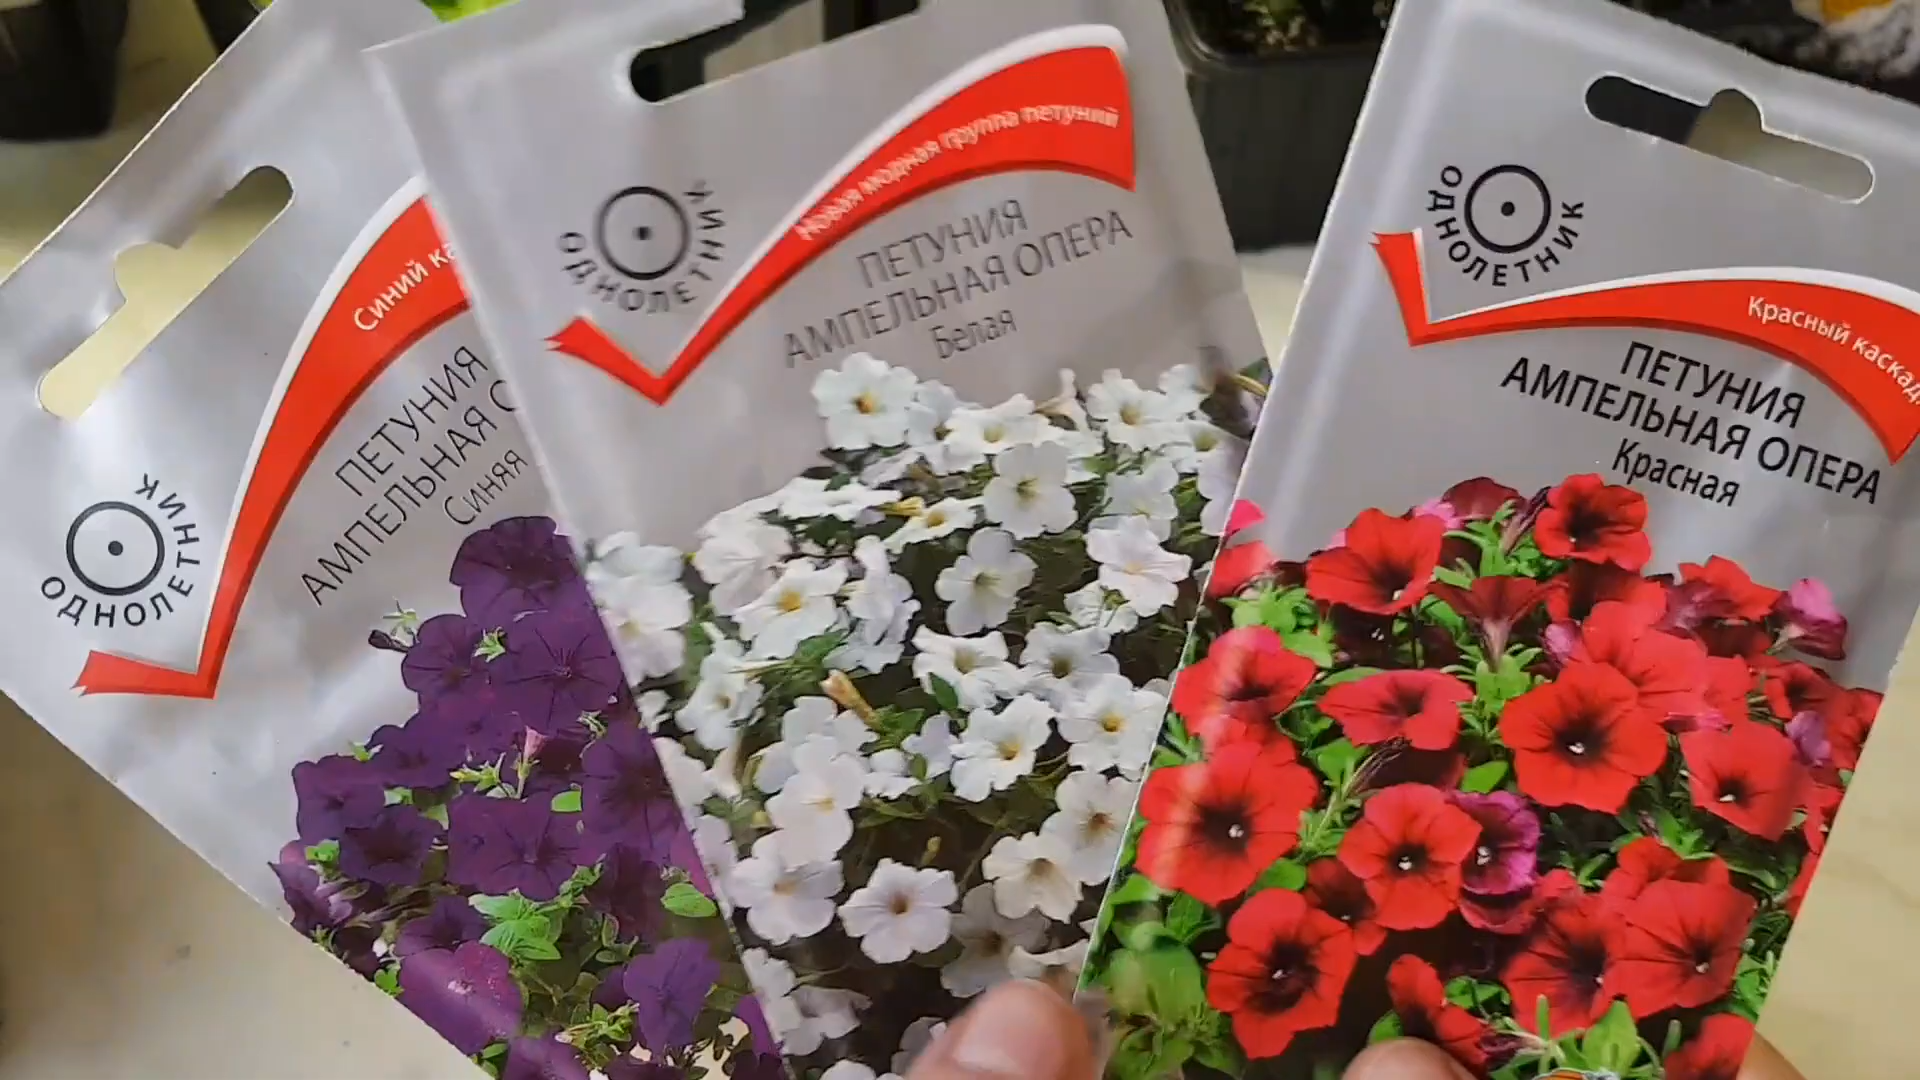 Синий
ПЕТУНИЯ
АМПЕЛЬНАЯ
Синяя
ОДНОЛЕТНИК
Новая модная группа петуний
ОДНОЛЕТНИК
ПЕТУНИЯ
АМПЕЛЬНАЯ ОПЕРА
Белая
ОДНОЛЕТНИК
Красный каскад
ПЕТУНИЯ
АМПЕЛЬНАЯ ОПЕРА
Красная